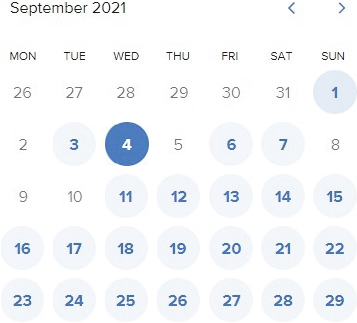 September 2021
MON TUE WED THU FRI SAT SUN
26 27 28 29 30 31 1
2 3 4 5 6 7 8
9 10 11 12 13 14 15
16 17 18 19 20 21 22
23 24 25 26 27 28 29